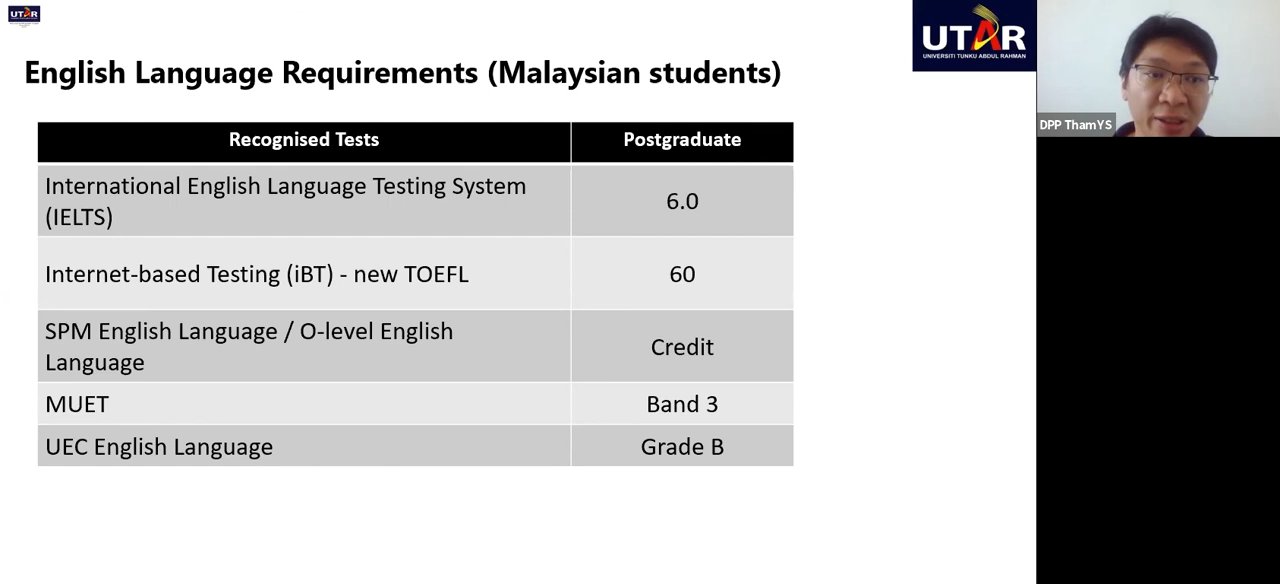 UTAR
UTAR
UNIVERSITI TUNKU ABDUL RAHMAN
English Language Requirements (Malaysian students)
DPP ThamYS
Recognised Tests
Postgraduate
International English Language Testing System
(IELTS)
6.0
Internet-based Testing (iBT) - new TOEFL
60
SPM English Language / O-level English
Language
Credit
MUET
Band 3
UEC English Language
Grade B